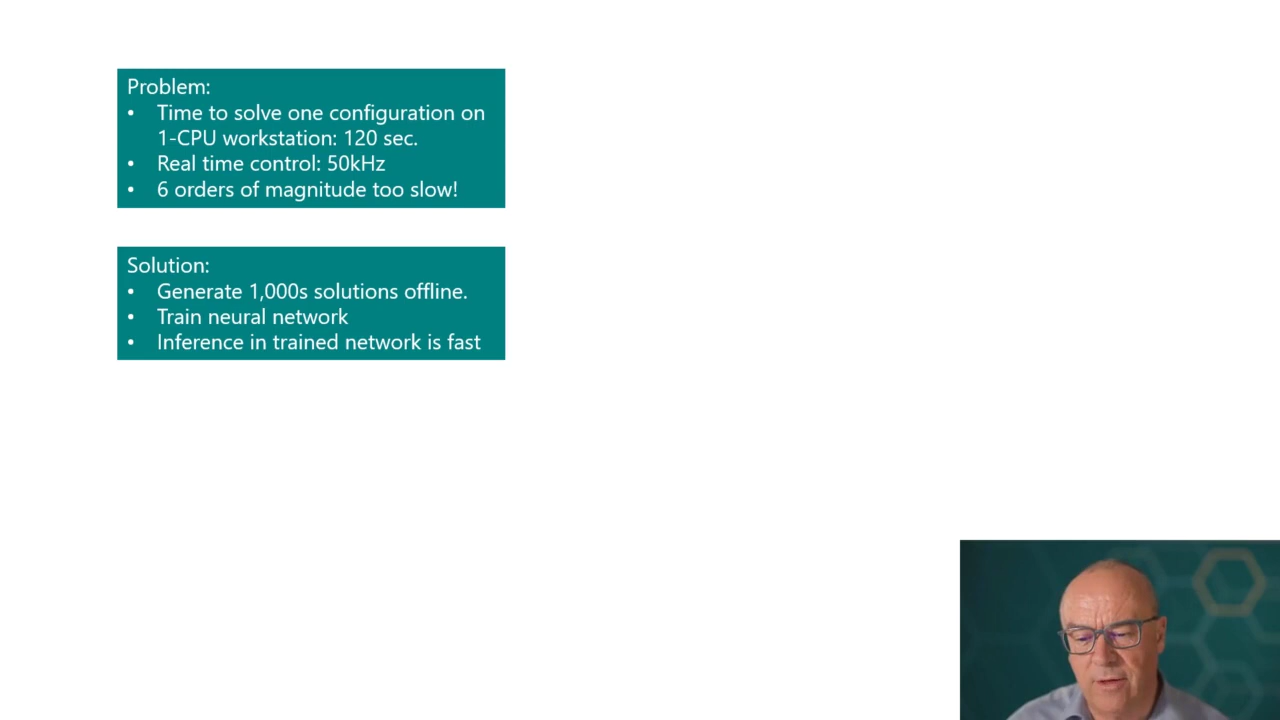 Problem:
• Time to solve one configuration on
1-CPU workstation: 120 sec.
• Real time control: 50kHz
• 6 orders of magnitude too slow!
Solution:
• Generate 1,000s solutions offline.
• Train neural network
• Inference in trained network is fast